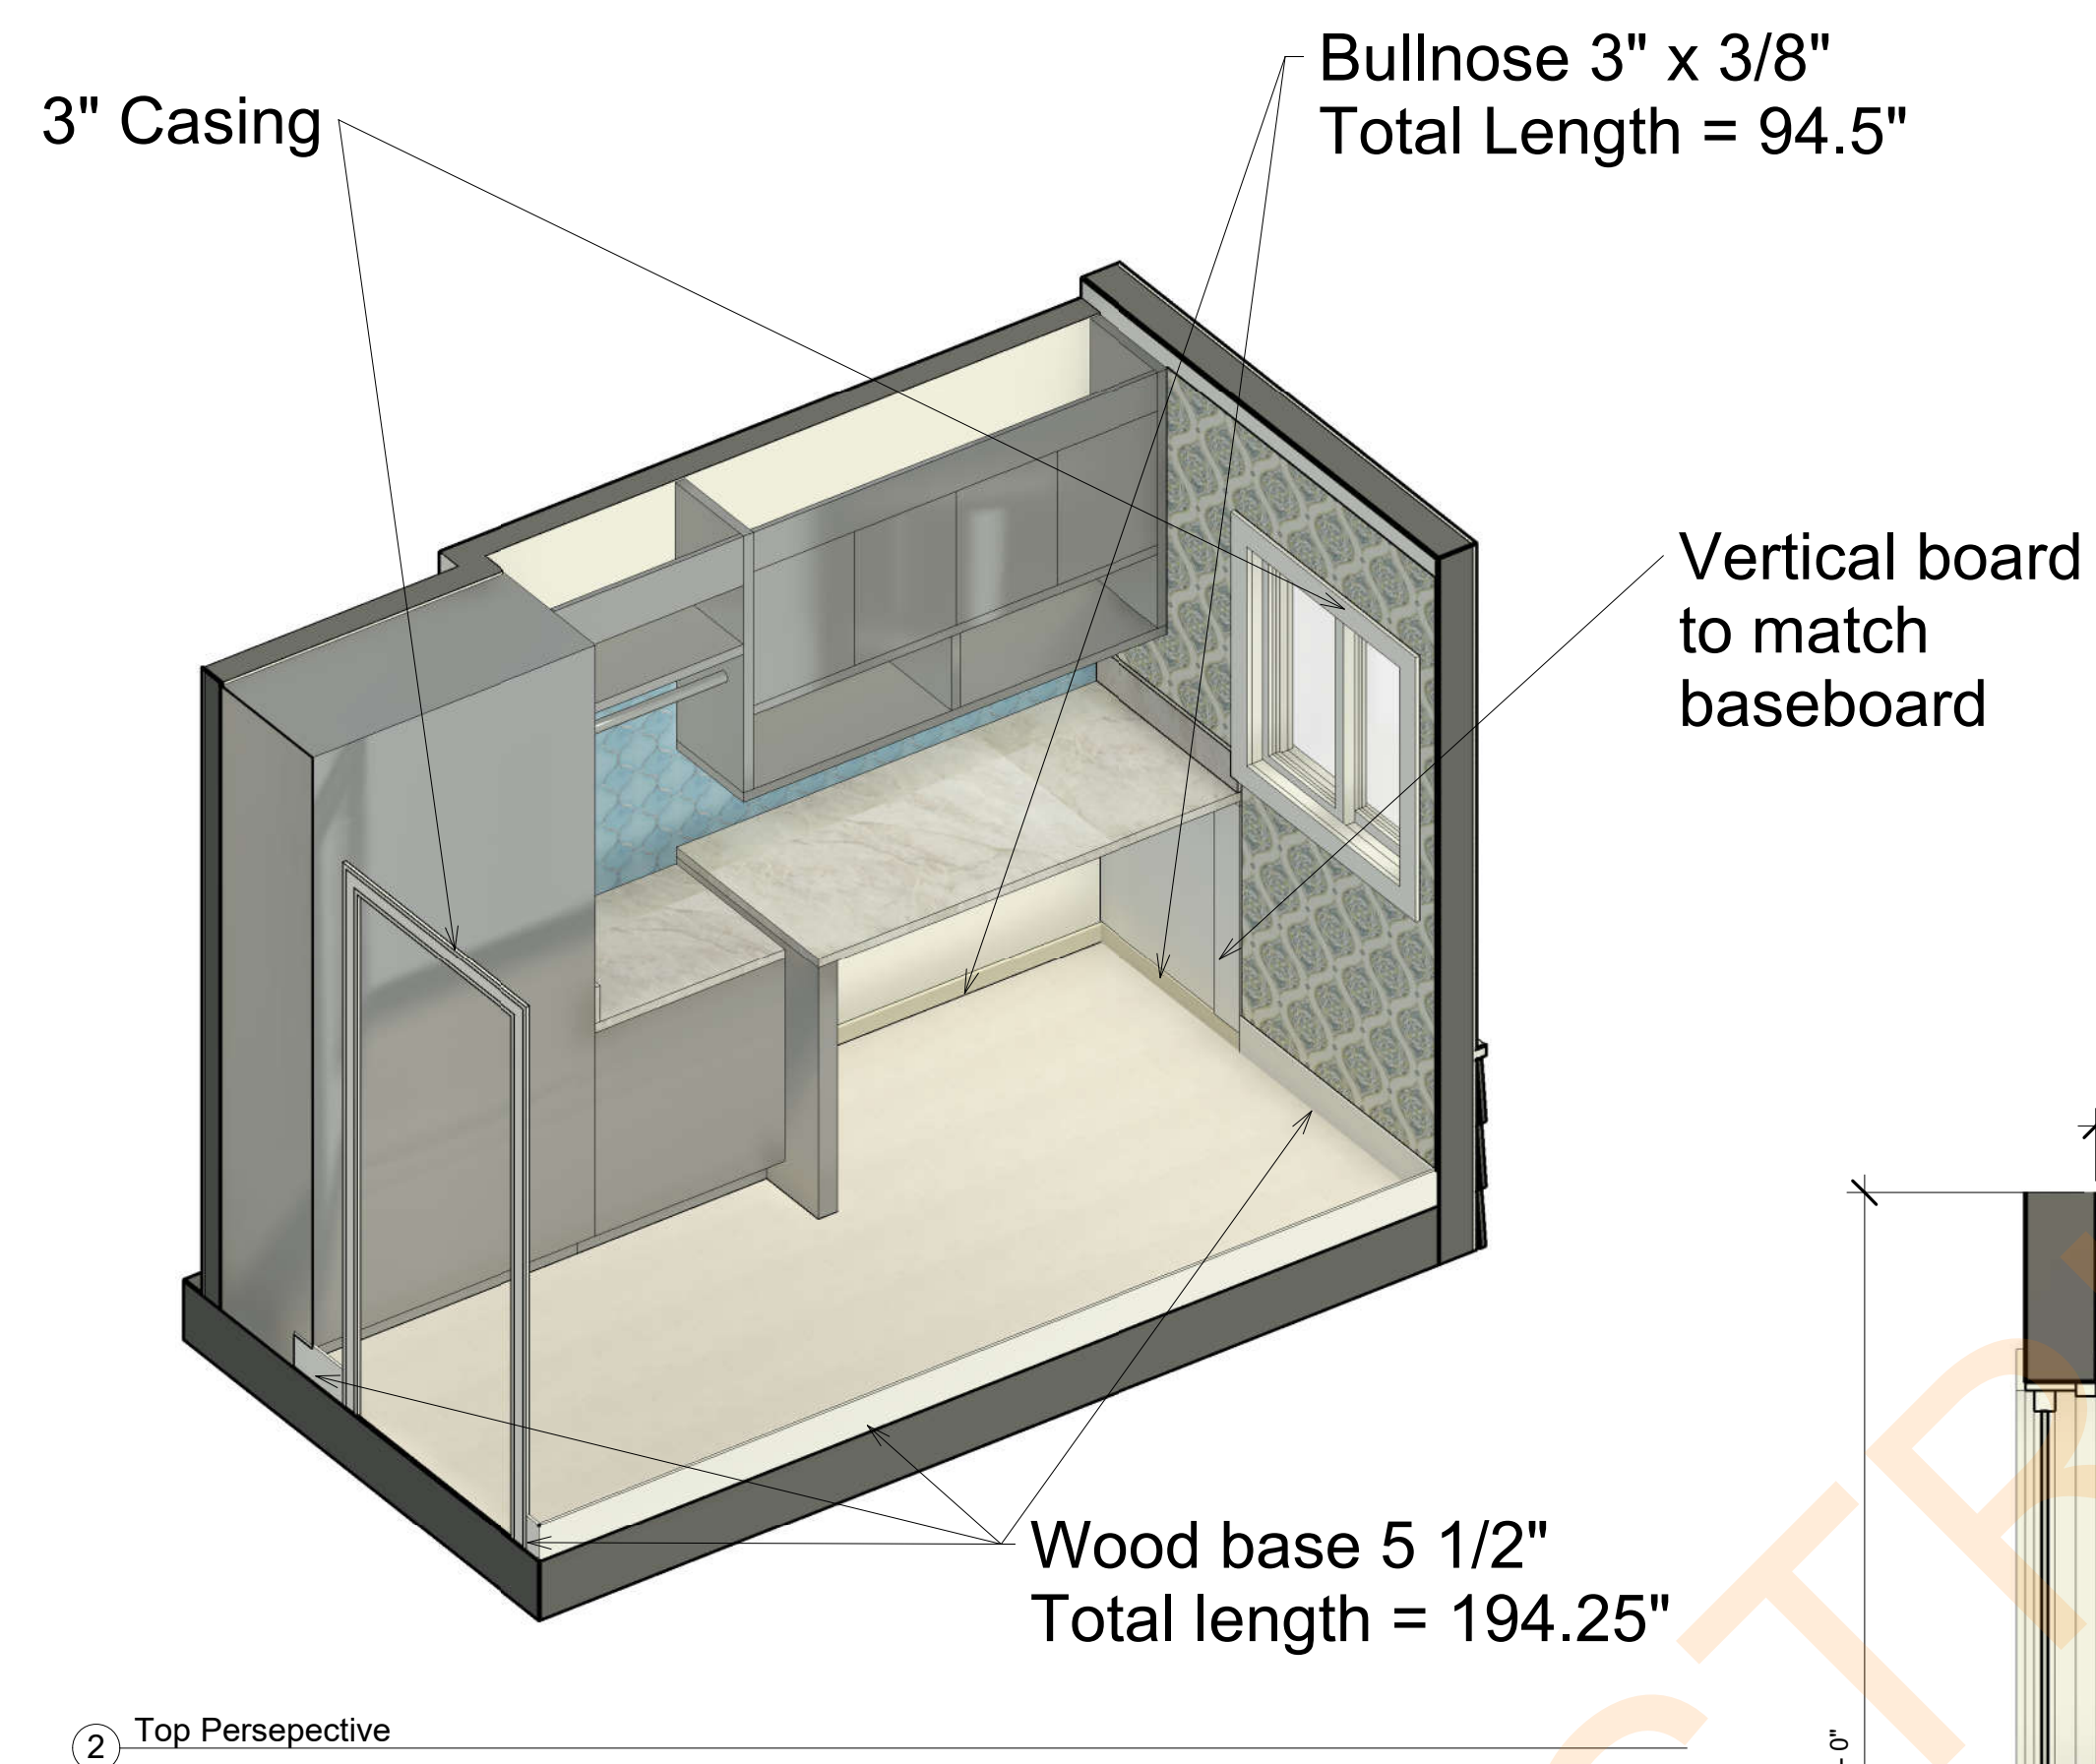 Bullnose 3" x 3/8"
Total Length = 94.5"
3" Casing
Vertical board
to match
baseboard
Wood base 5 1/2"
Total length = 194.25"
2 Top Persepective